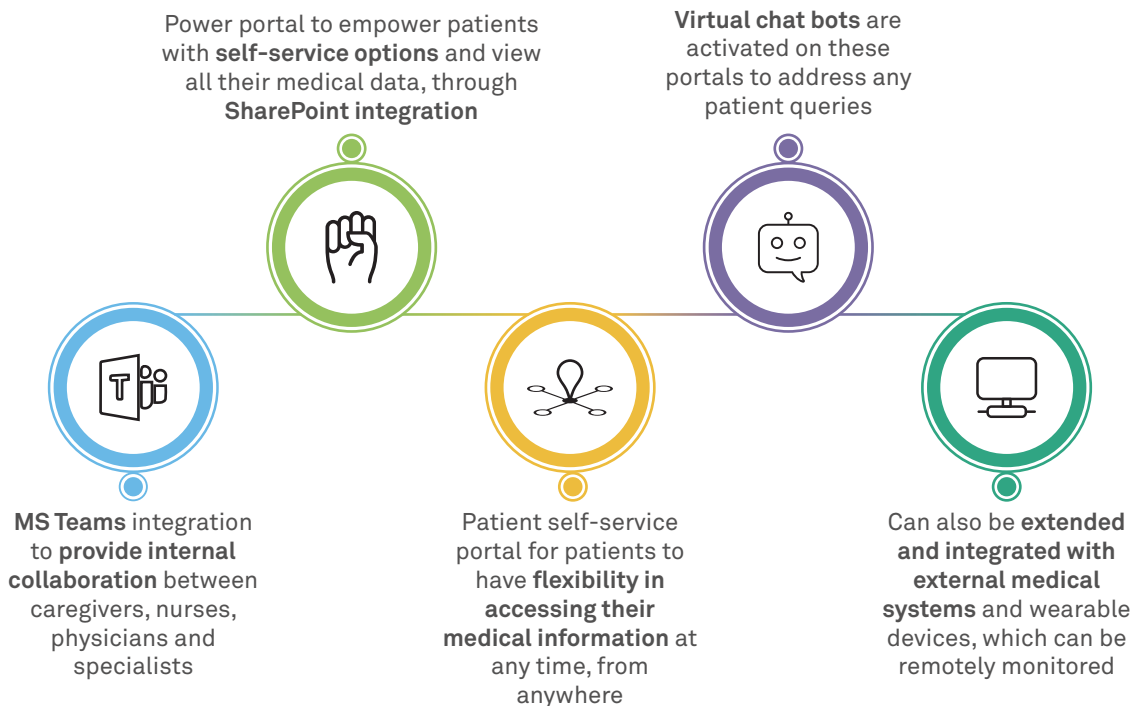 Power portal to empower patients
with self-service options and view
all their medical data, through
SharePoint integration
Virtual chat bots are
activated on these
portals to address any
patient queries
T
MS Teams integration
to provide internal
collaboration between
caregivers, nurses,
physicians and
specialists
Patient self-service
portal for patients to
have flexibility in
accessing their
medical information at
any time, from
anywhere
Can also be extended
and integrated with
external medical
systems and wearable
devices, which can be
remotely monitored